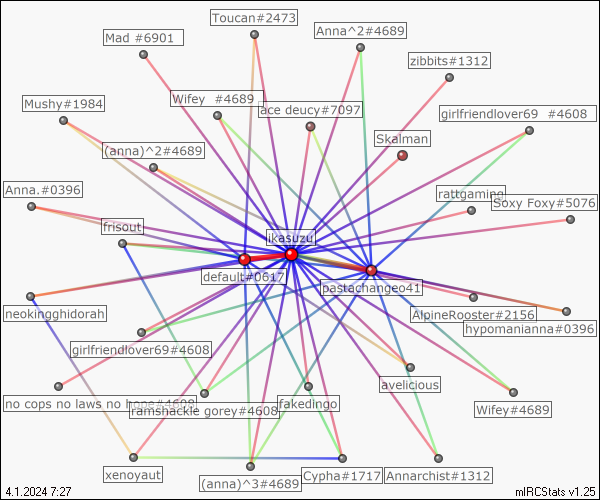 Toucan#2473
Mad #6901
Anna^2#4689
zibbits#1312
Mushy#1984
Wifey #4689
ace deucy#7097
girlfriendlover69 #4608
Skalman
(anna)^2#4689
Anna.#0396
rattgaming
Soxy Foxy#5076
frisout
ikasuzu
default#0617
pastachangeo41
neokingghidorah
AlpineRooster#2156
hypomanianna#0396
girlfriendlover69#4608
avelicious
no cops no laws no hope#4608
ramshackle gorey#4608
fakedingo
Wifey#4689
xenoyaut
(anna)^3#4689
Cypha#1717
Annarchist#1312
4.1.2024 7:27
mIRCStats v1.25